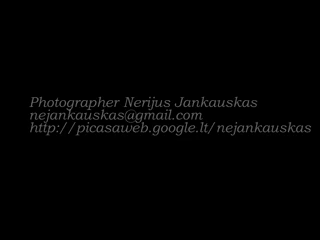 Photographer Nerijus Jankauskas
nejankauskas@gmail.com
http://picasaweb.google.lt/nejankauskas